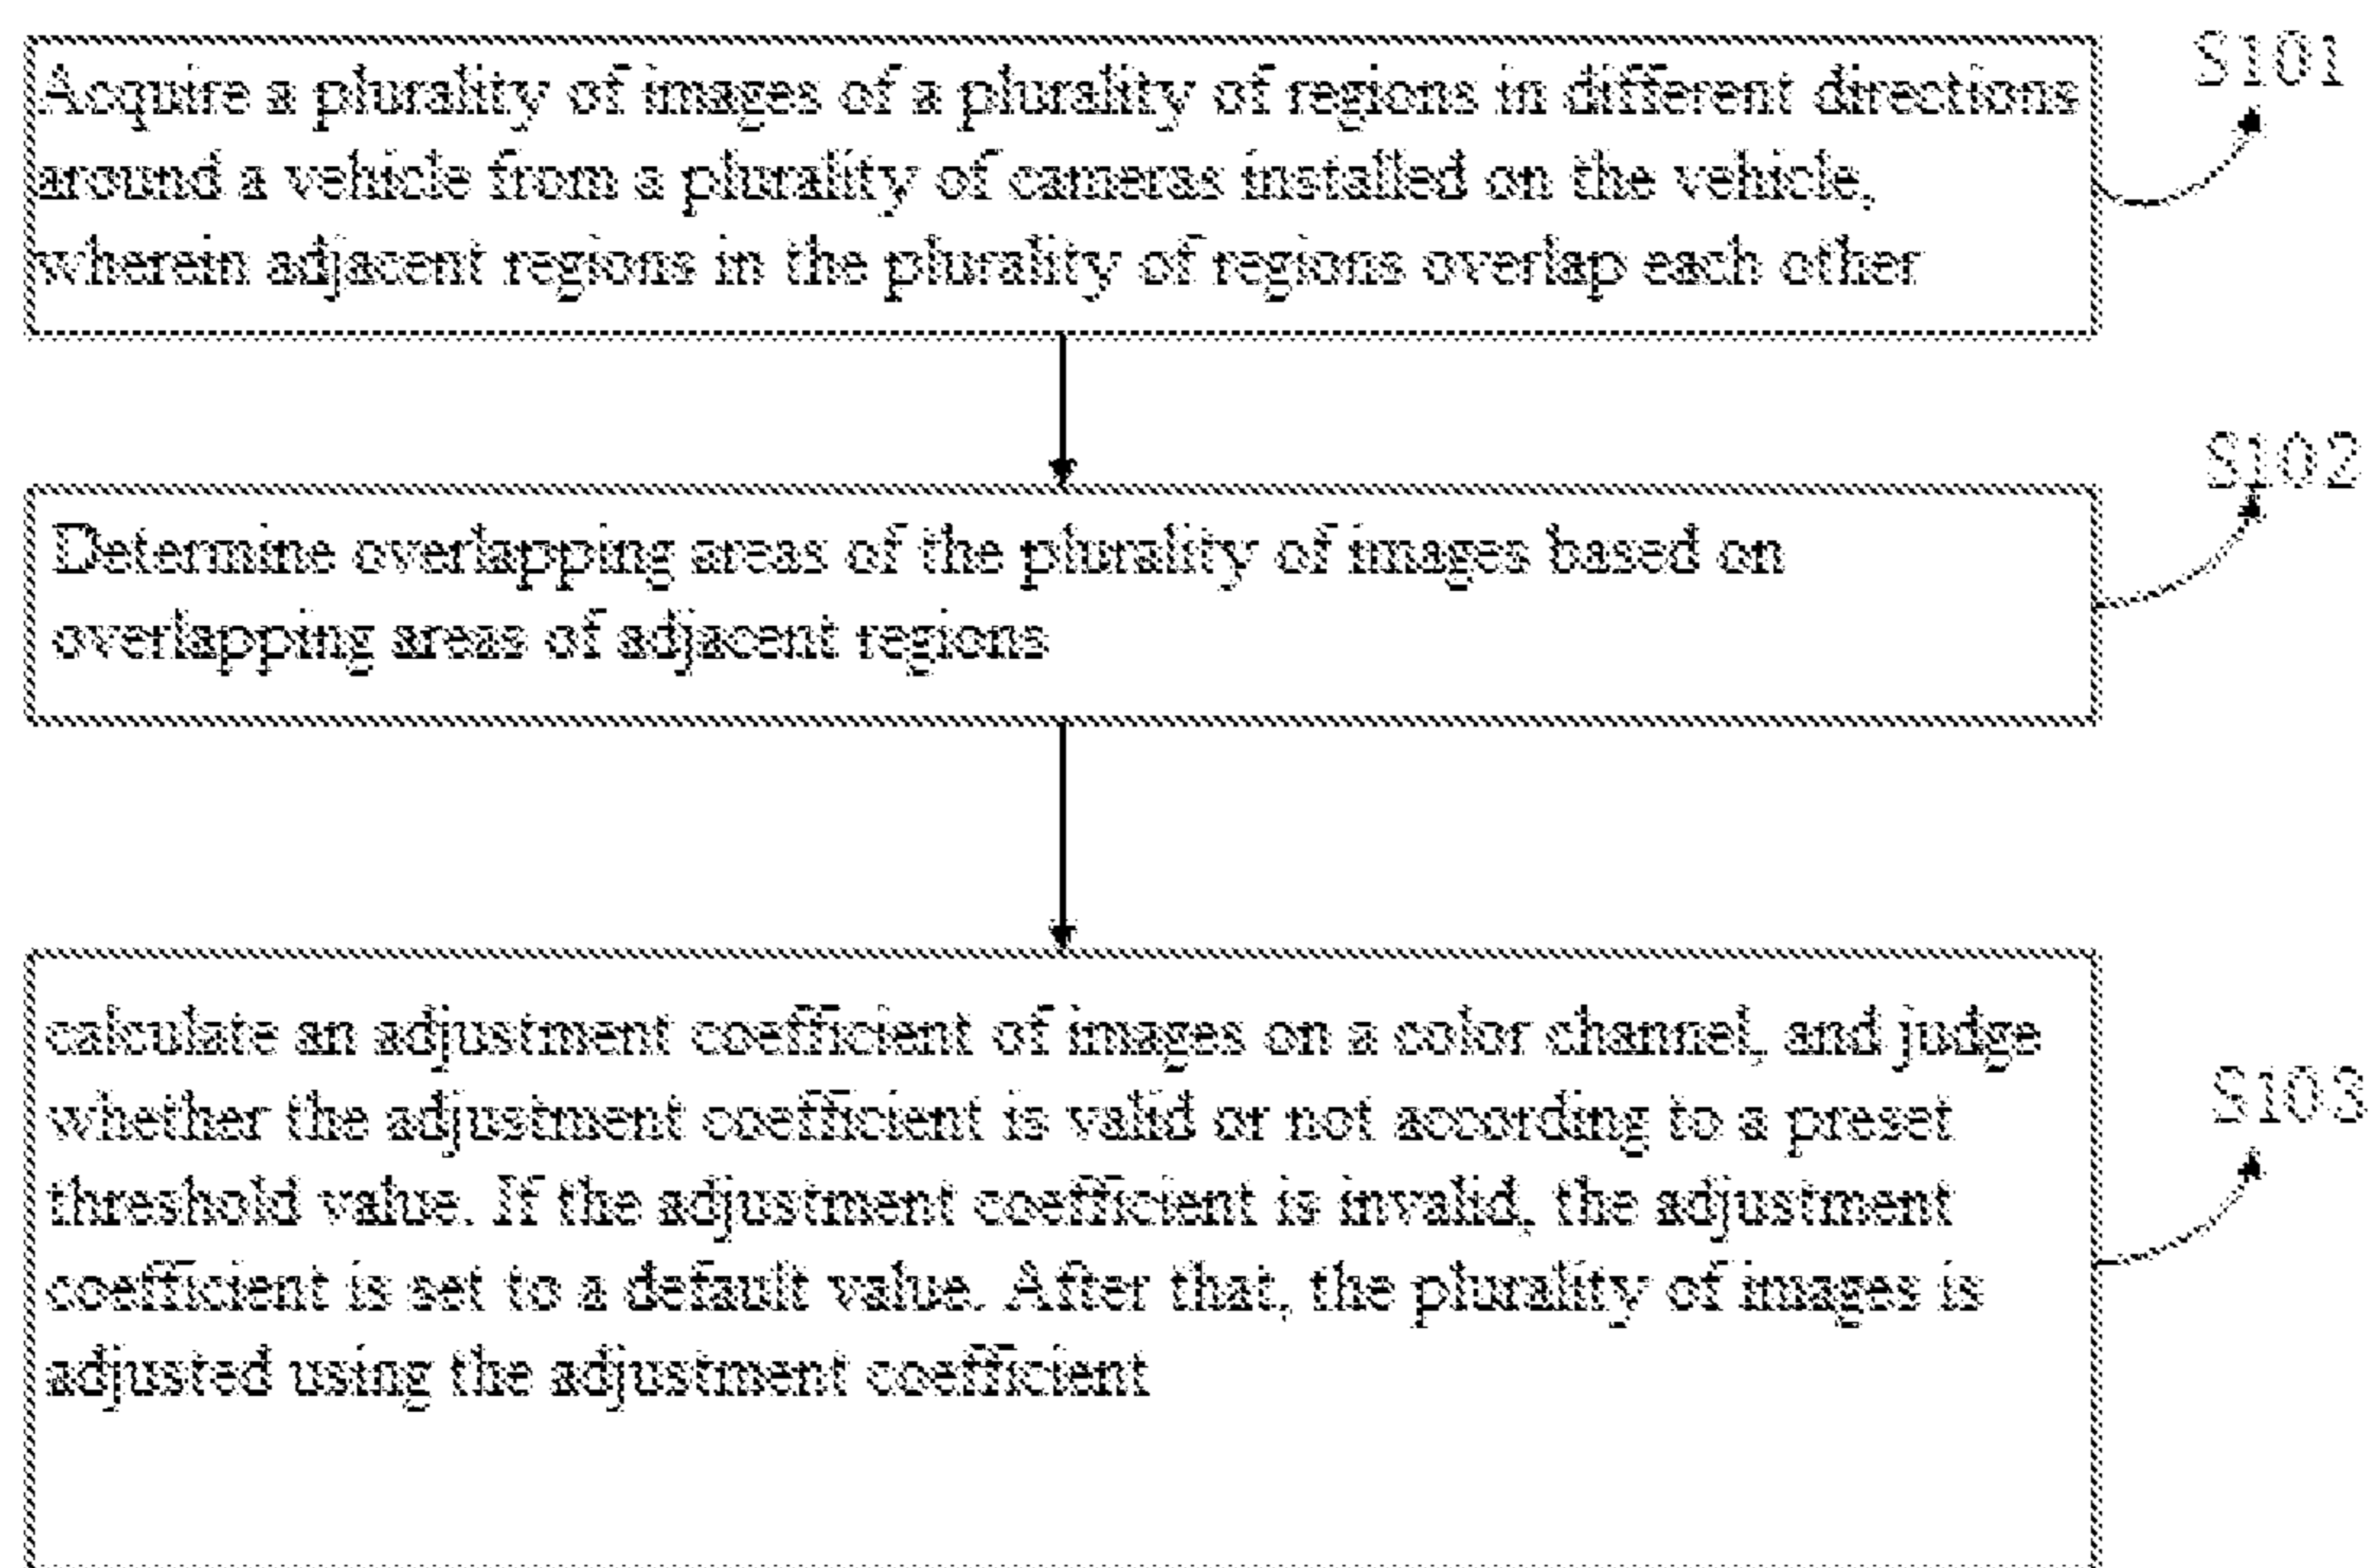 Acquire a plurality of images of a plurality of regions in different directions
around a vehicle from a plurality of cameras installed on the vehicle,
wherein adjacent regions in the plurality of regions overlap each other
S101
Determine overlapping areas of the plurality of images based on
overlapping areas of adjacent regions
S102
calculate an adjustment coefficient of images on a color channel, and judge
whether the adjustment coefficient is valid or not according to a preset
threshold value. If the adjustment coefficient is invalid, the adjustment
coefficient is set to a default value. After that, the plurality of images is
adjusted using the adjustment coefficient
S103